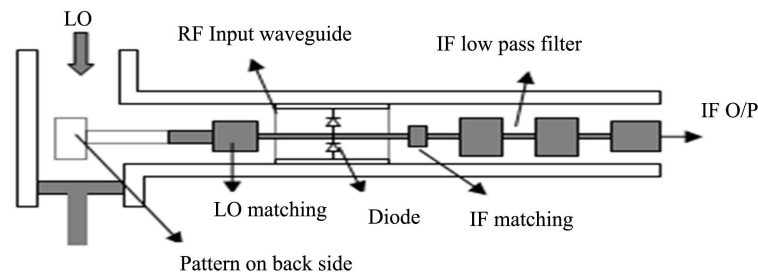 LO
RF Input waveguide
IF low pass filter
IF O/P
LO matching
Diode
IF matching
Pattern on back side